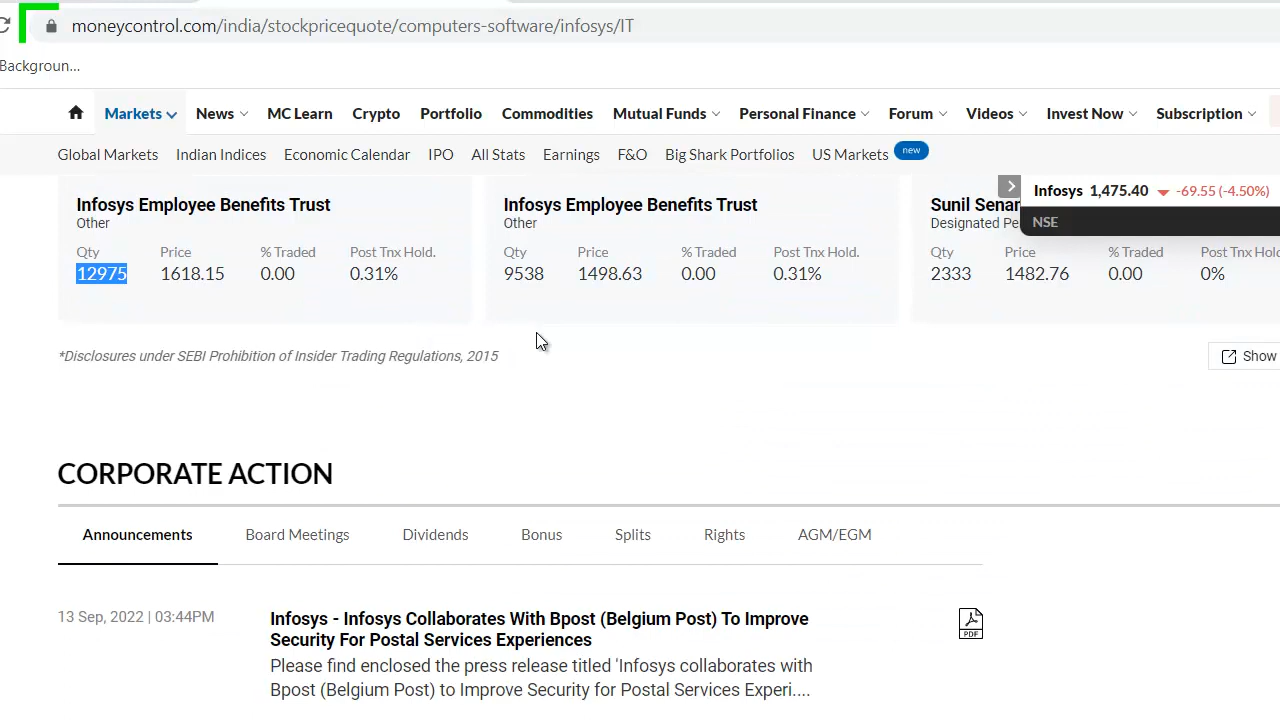 moneycontrol.com/india/stockpricequote/computers-software/infosys/IT
Backgroun...
Markets News MC Learn Crypto Portfolio Commodities Mutual Funds Personal Finance Forum Videos Invest Now Subscription
Global Markets Indian Indices Economic Calendar IPO All Stats Earnings F&O Big Shark Portfolios US Markets new
Infosys 1,475.40 -69.55 (-4.50%)
NSE
Infosys Employee Benefits Trust
Other
Qty Price % Traded Post Tnx Hold.
12975 1618.15 0.00 0.31%
Infosys Employee Benefits Trust
Other
Qty Price % Traded Post Tnx Hold.
9538 1498.63 0.00 0.31%
Sunil Senan
Designated Pe
Qty Price % Traded Post Tnx Hold
2333 1482.76 0.00 0%
*Disclosures under SEBI Prohibition of Insider Trading Regulations, 2015
Show
CORPORATE ACTION
Announcements Board Meetings Dividends Bonus Splits Rights AGM/EGM
13 Sep, 2022 | 03:44PM
Infosys - Infosys Collaborates With Bpost (Belgium Post) To Improve
Security For Postal Services Experiences
Please find enclosed the press release titled 'Infosys collaborates with
Bpost (Belgium Post) to Improve Security for Postal Services Experi....
PDF